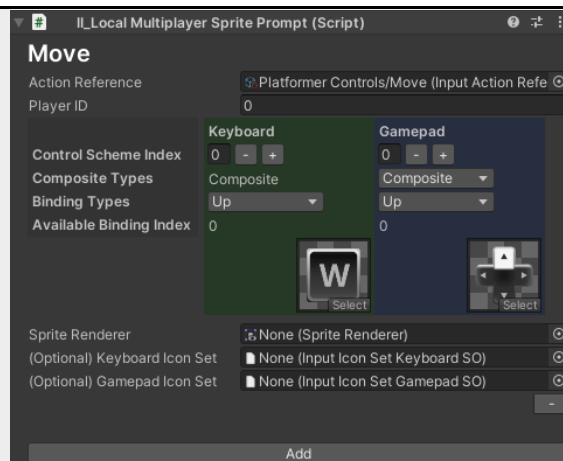 # II_Local Multiplayer Sprite Prompt (Script)
Move
Action Reference Platformer Controls/Move (Input Action Refe
Player ID 0
Keyboard Gamepad
Control Scheme Index 0 - + 0 - +
Composite Types Composite Composite
Binding Types Up Up
Available Binding Index 0 0
W
Select Select
Sprite Renderer None (Sprite Renderer)
(Optional) Keyboard Icon Set None (Input Icon Set Keyboard SO)
(Optional) Gamepad Icon Set None (Input Icon Set Gamepad SO)
-
Add